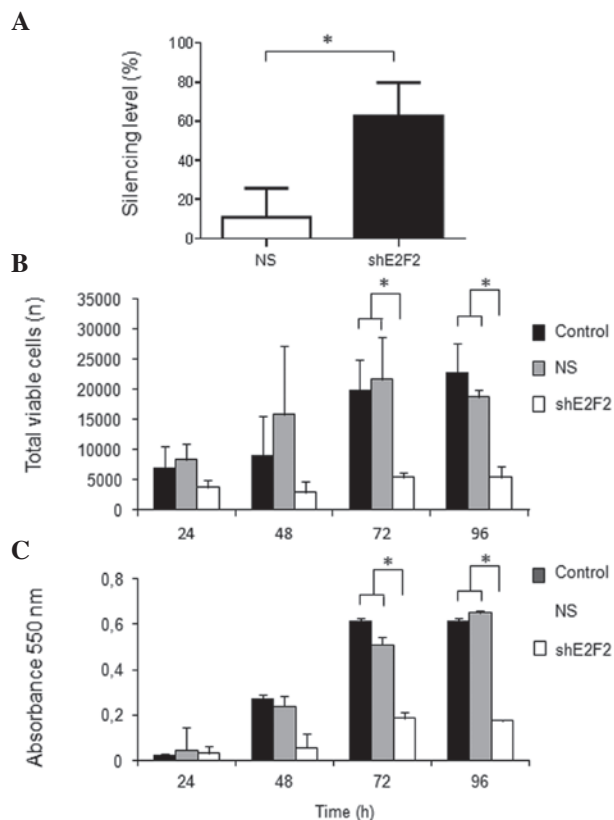 A
*
Silencing level (%)
100
80
60
40
20
0
NS shE2F2
B
Total viable cells (n)
35000
30000
25000
20000
15000
10000
5000
0
* *
Control
NS
shE2F2
24 48 72 96
C
Absorbance 550 nm
0,8
0,6
0,4
0,2
0
* *
Control
NS
shE2F2
24 48 72 96
Time (h)